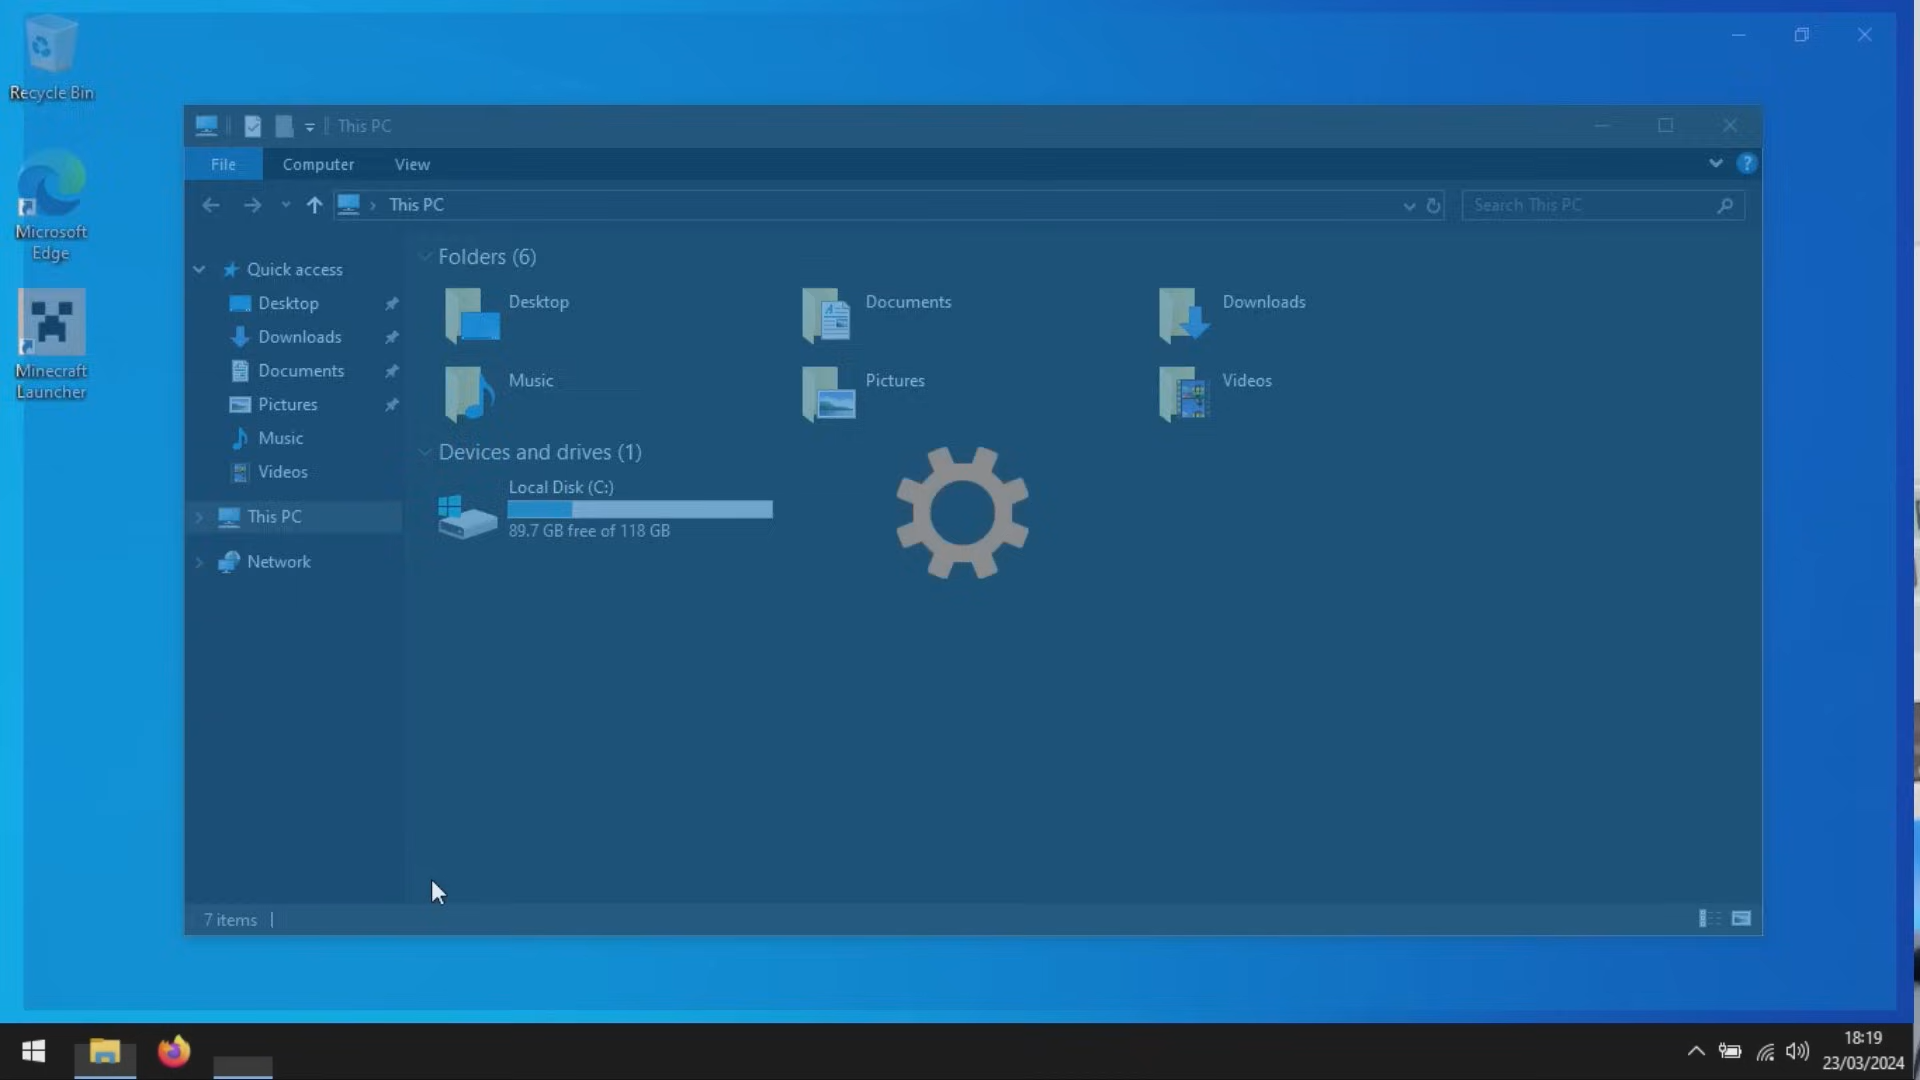 Recycle Bin
Microsoft
Edge
Minecraft
Launcher
This PC
File Computer View
This PC
Search This PC
Quick access
Desktop
Downloads
Documents
Pictures
Music
Videos
This PC
Network
Folders (6)
Desktop
Documents
Downloads
Music
Pictures
Videos
Devices and drives (1)
Local Disk (C:)
89.7 GB free of 118 GB
7 items
18:19
23/03/2024